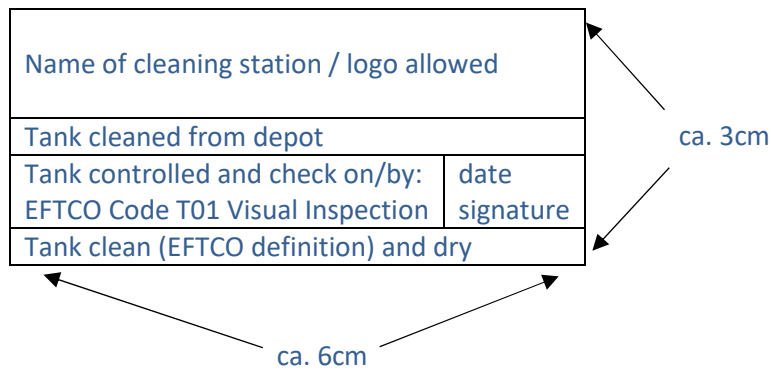 Name of cleaning station / logo allowed
Tank cleaned from depot
Tank controlled and check on/by:
EFTCO Code T01 Visual Inspection
date
signature
Tank clean (EFTCO definition) and dry
ca. 3cm
ca. 6cm